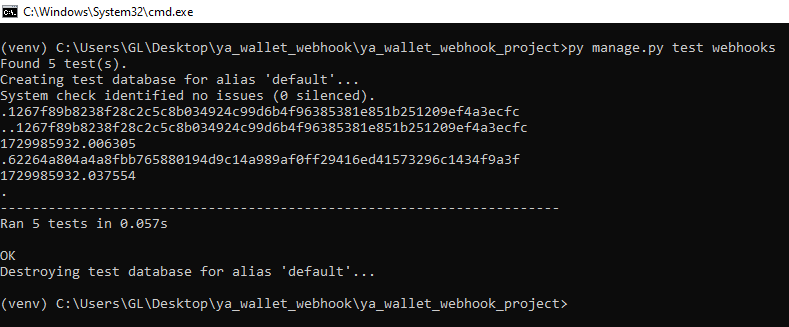 C:\Windows\System32\cmd.exe
(venv) C:\Users\GL\Desktop\ya_wallet_webhook\ya_wallet_webhook_project>py manage.py test webhooks
Found 5 test(s).
Creating test database for alias 'default'...
System check identified no issues (0 silenced).
.1267f89b8238f28c2c5c8b034924c99d6b4f96385381e851b251209ef4a3ecfc
..1267f89b8238f28c2c5c8b034924c99d6b4f96385381e851b251209ef4a3ecfc
1729985932.006305
.62264a804a4a8fbb765880194d9c14a989af0ff29416ed41573296c1434f9a3f
1729985932.037554
.
----------------------------------------------------------------------
Ran 5 tests in 0.057s
OK
Destroying test database for alias 'default'...
(venv) C:\Users\GL\Desktop\ya_wallet_webhook\ya_wallet_webhook_project>